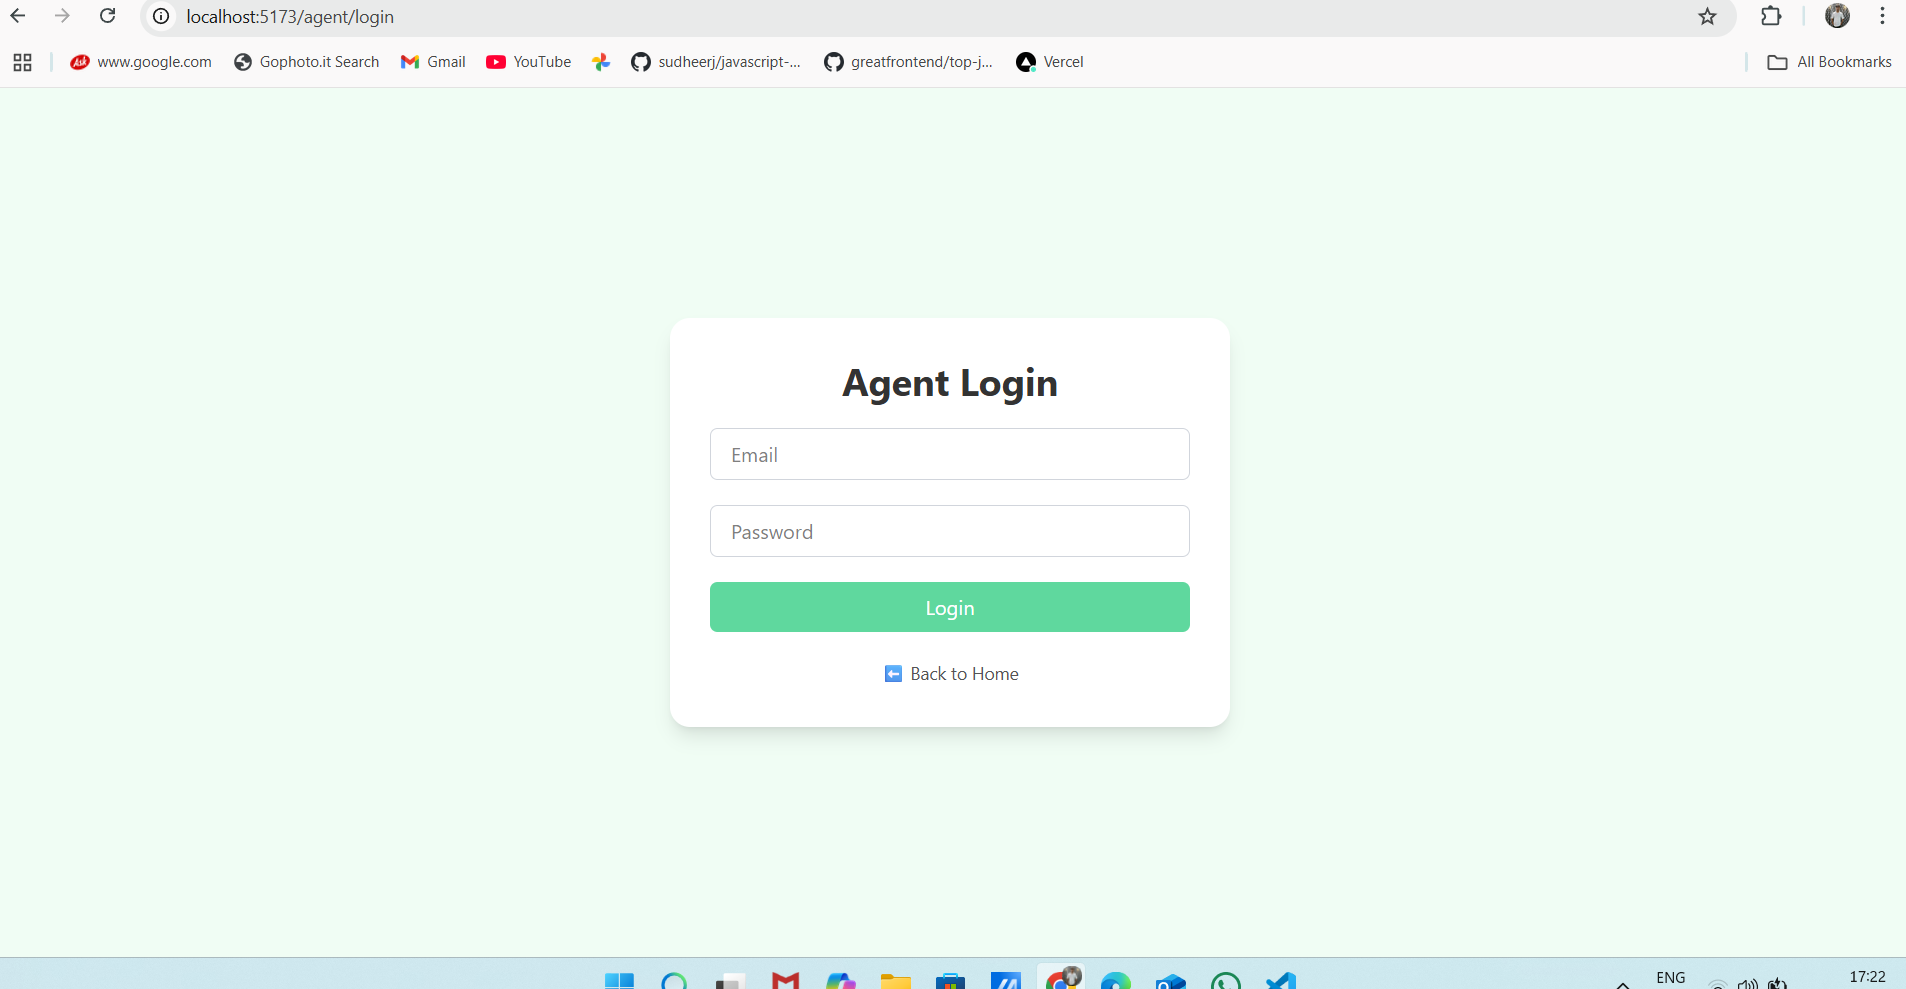 localhost:5173/agent/login
Ask www.google.com Gophoto.it Search Gmail YouTube sudheerj/javascript-... greatfrontend/top-j... Vercel All Bookmarks
Agent Login
Email
Password
Login
Back to Home
ENG 17:22